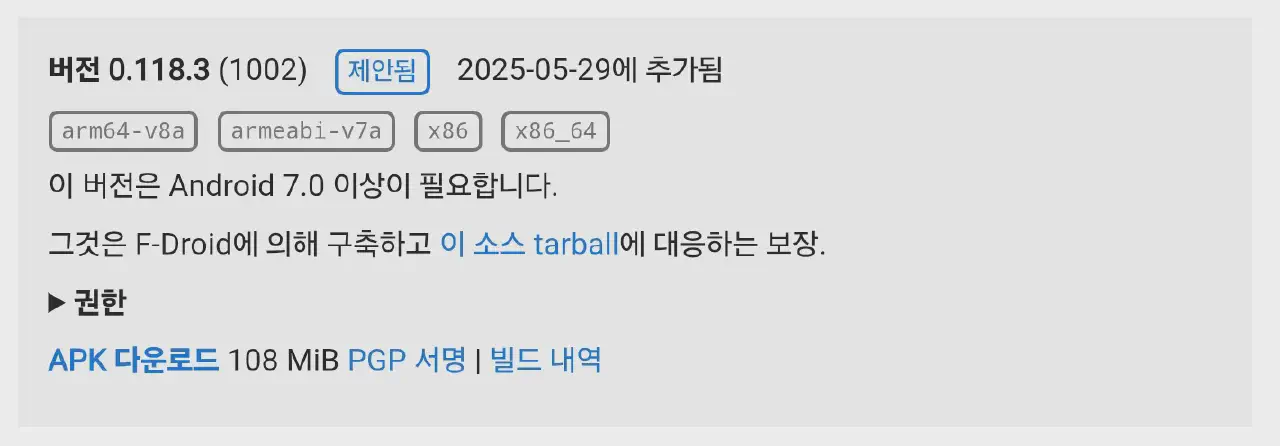 버전 0.118.3 (1002) 제안됨 2025-05-29에 추가됨
arm64-v8a armeabi-v7a x86 x86_64
이 버전은 Android 7.0 이상이 필요합니다.
그것은 F-Droid에 의해 구축하고 이 소스 tarball에 대응하는 보장.
▶ 권한
APK 다운로드 108 MiB PGP 서명 | 빌드 내역